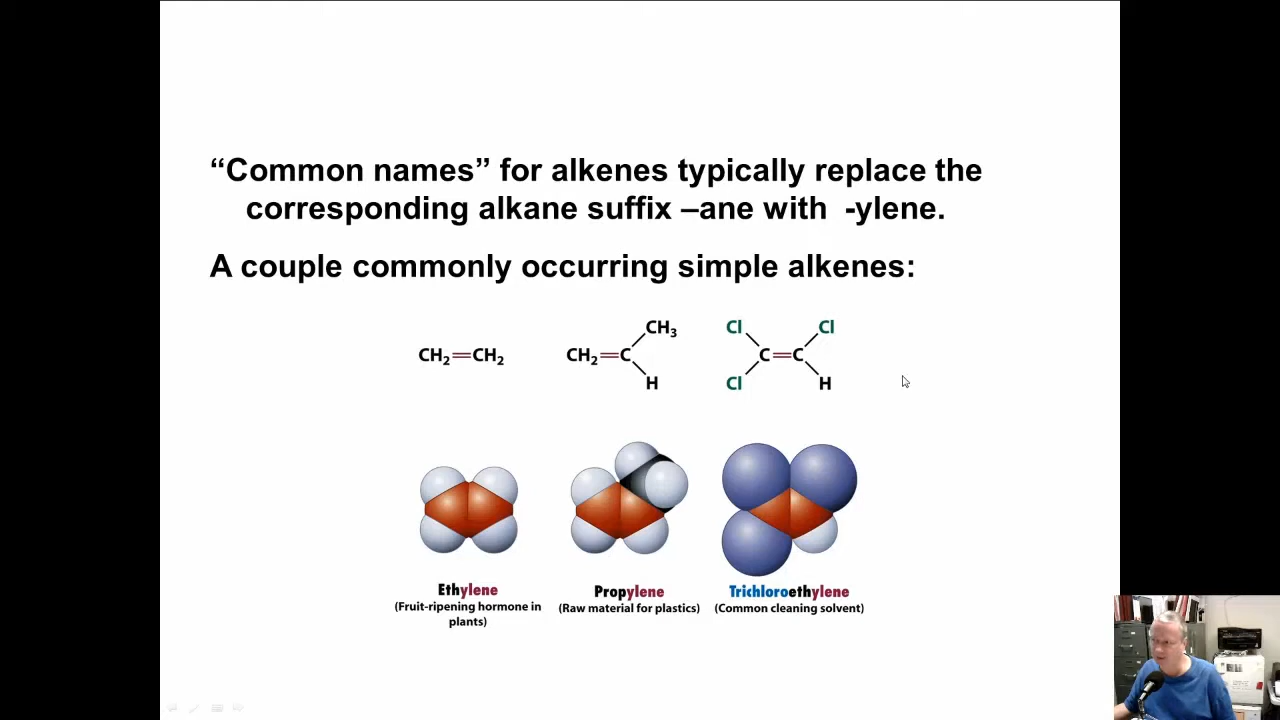 “Common names” for alkenes typically replace the
corresponding alkane suffix –ane with -ylene.
A couple commonly occurring simple alkenes:
CH₂=CH₂
CH₂=C
CH₃
H
Cl
Cl
C=C
Cl
H
Ethylene
(Fruit-ripening hormone in
plants)
Propylene
(Raw material for plastics)
Trichloroethylene
(Common cleaning solvent)